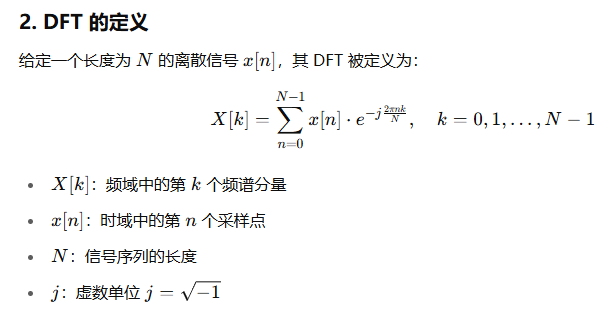 2. DFT 的定义
给定一个长度为 N 的离散信号 x[n]，其 DFT 被定义为：
X[k] = \sum_{n=0}^{N-1} x[n] \cdot e^{-j\frac{2\pi nk}{N}}, \quad k = 0, 1, \ldots, N - 1
• X[k]：频域中的第 k 个频谱分量
• x[n]：时域中的第 n 个采样点
• N：信号序列的长度
• j：虚数单位 j = \sqrt{-1}